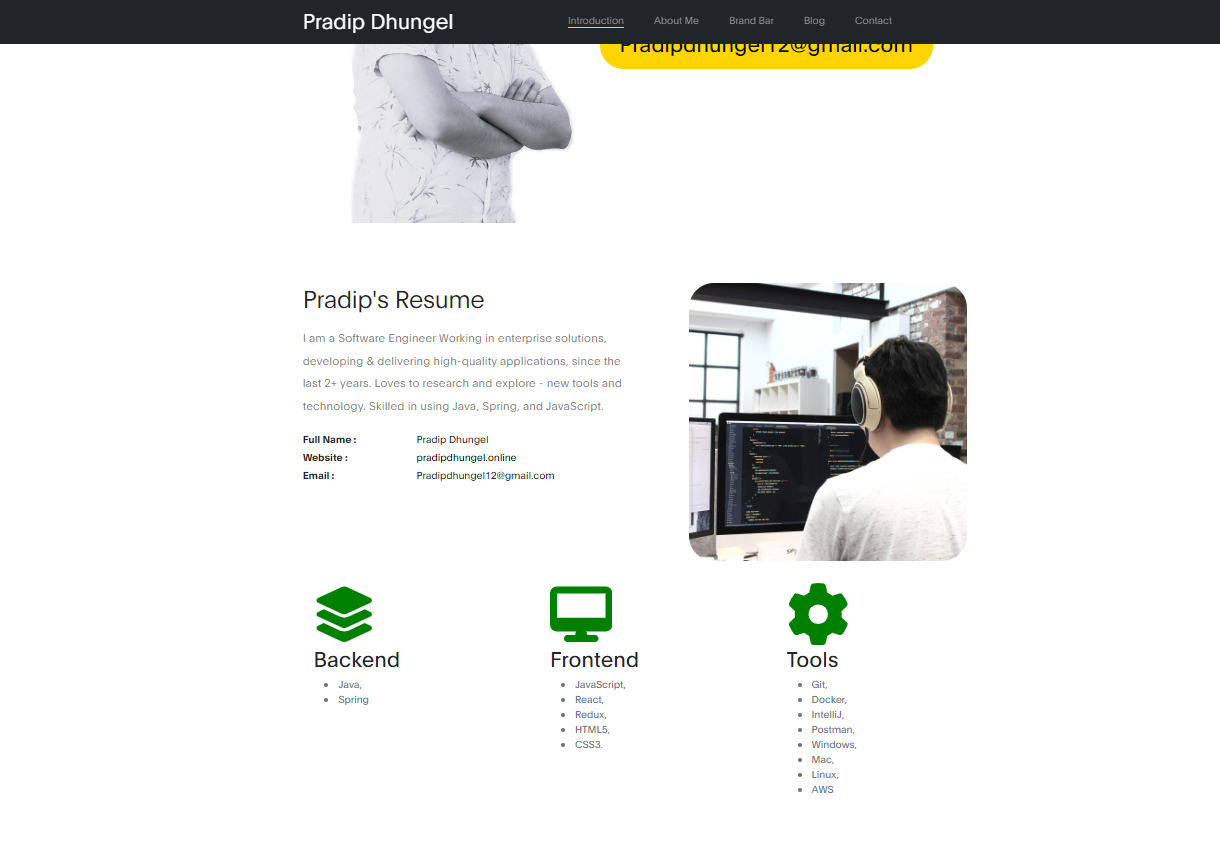 Pradip Dhungel
Introduction
About Me
Brand Bar
Blog
Contact
Pradipdhungel12@gmail.com
Pradip's Resume
I am a Software Engineer Working in enterprise solutions,
developing & delivering high-quality applications, since the
last 2+ years. Loves to research and explore - new tools and
technology. Skilled in using Java, Spring, and JavaScript.
Full Name : Pradip Dhungel
Website : pradipdhungel.online
Email : Pradipdhungel12@gmail.com
Backend
Java,
Spring
Frontend
JavaScript,
React,
Redux,
HTML5,
CSS3.
Tools
Git,
Docker,
IntelliJ,
Postman,
Windows,
Mac,
Linux,
AWS